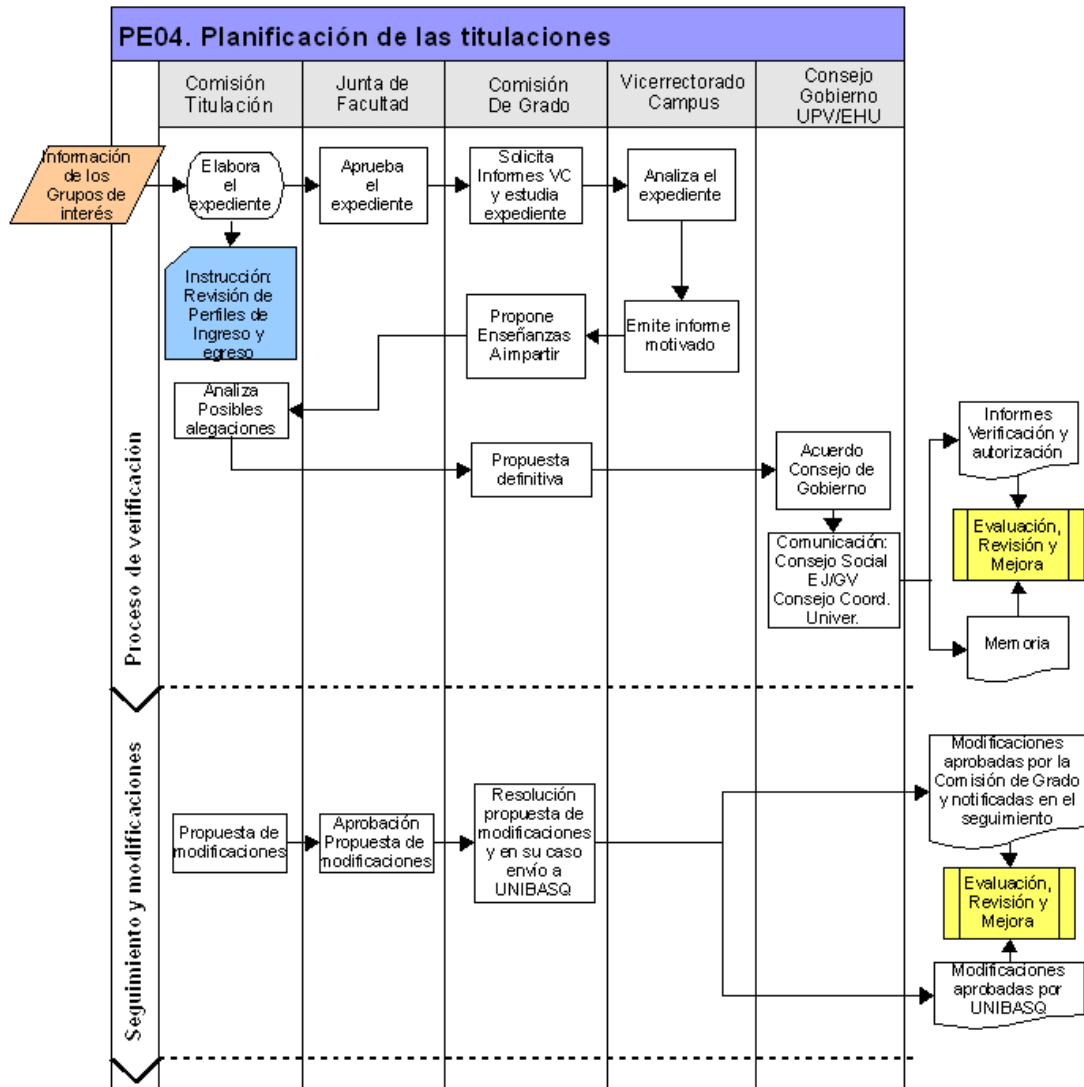 PE04. Planificación de las titulaciones
Comisión
Titulación
Junta de
Facultad
Comisión
De Grado
Vicerrectorado
Campus
Consejo
Gobierno
UPV/EHU
Información
de los
Grupos de
interés
Elabora
el
expediente
Aprueba
el
expediente
Solicita
Informes VC
y estudia
expediente
Analiza el
expediente
Instrucción:
Revisión de
Perfiles de
Ingreso y
egreso
Propone
Enseñanzas
A impartir
Emite informe
motivado
Analiza
Posibles
alegaciones
Propuesta
definitiva
Acuerdo
Consejo de
Gobierno
Informes
Verificación y
autorización
Comunicación:
Consejo Social
EJ/GV
Consejo Coord.
Univer.
Evaluación,
Revisión y
Mejora
Memoria
Proceso de verificación
Propuesta de
modificaciones
Aprobación
Propuesta de
modificaciones
Resolución
propuesta de
modificaciones
y en su caso
envío a
UNIBASQ
Modificaciones
aprobadas por la
Comisión de Grado
y notificadas en el
seguimiento
Evaluación,
Revisión y
Mejora
Modificaciones
aprobadas por
UNIBASQ
Seguimiento y modificaciones